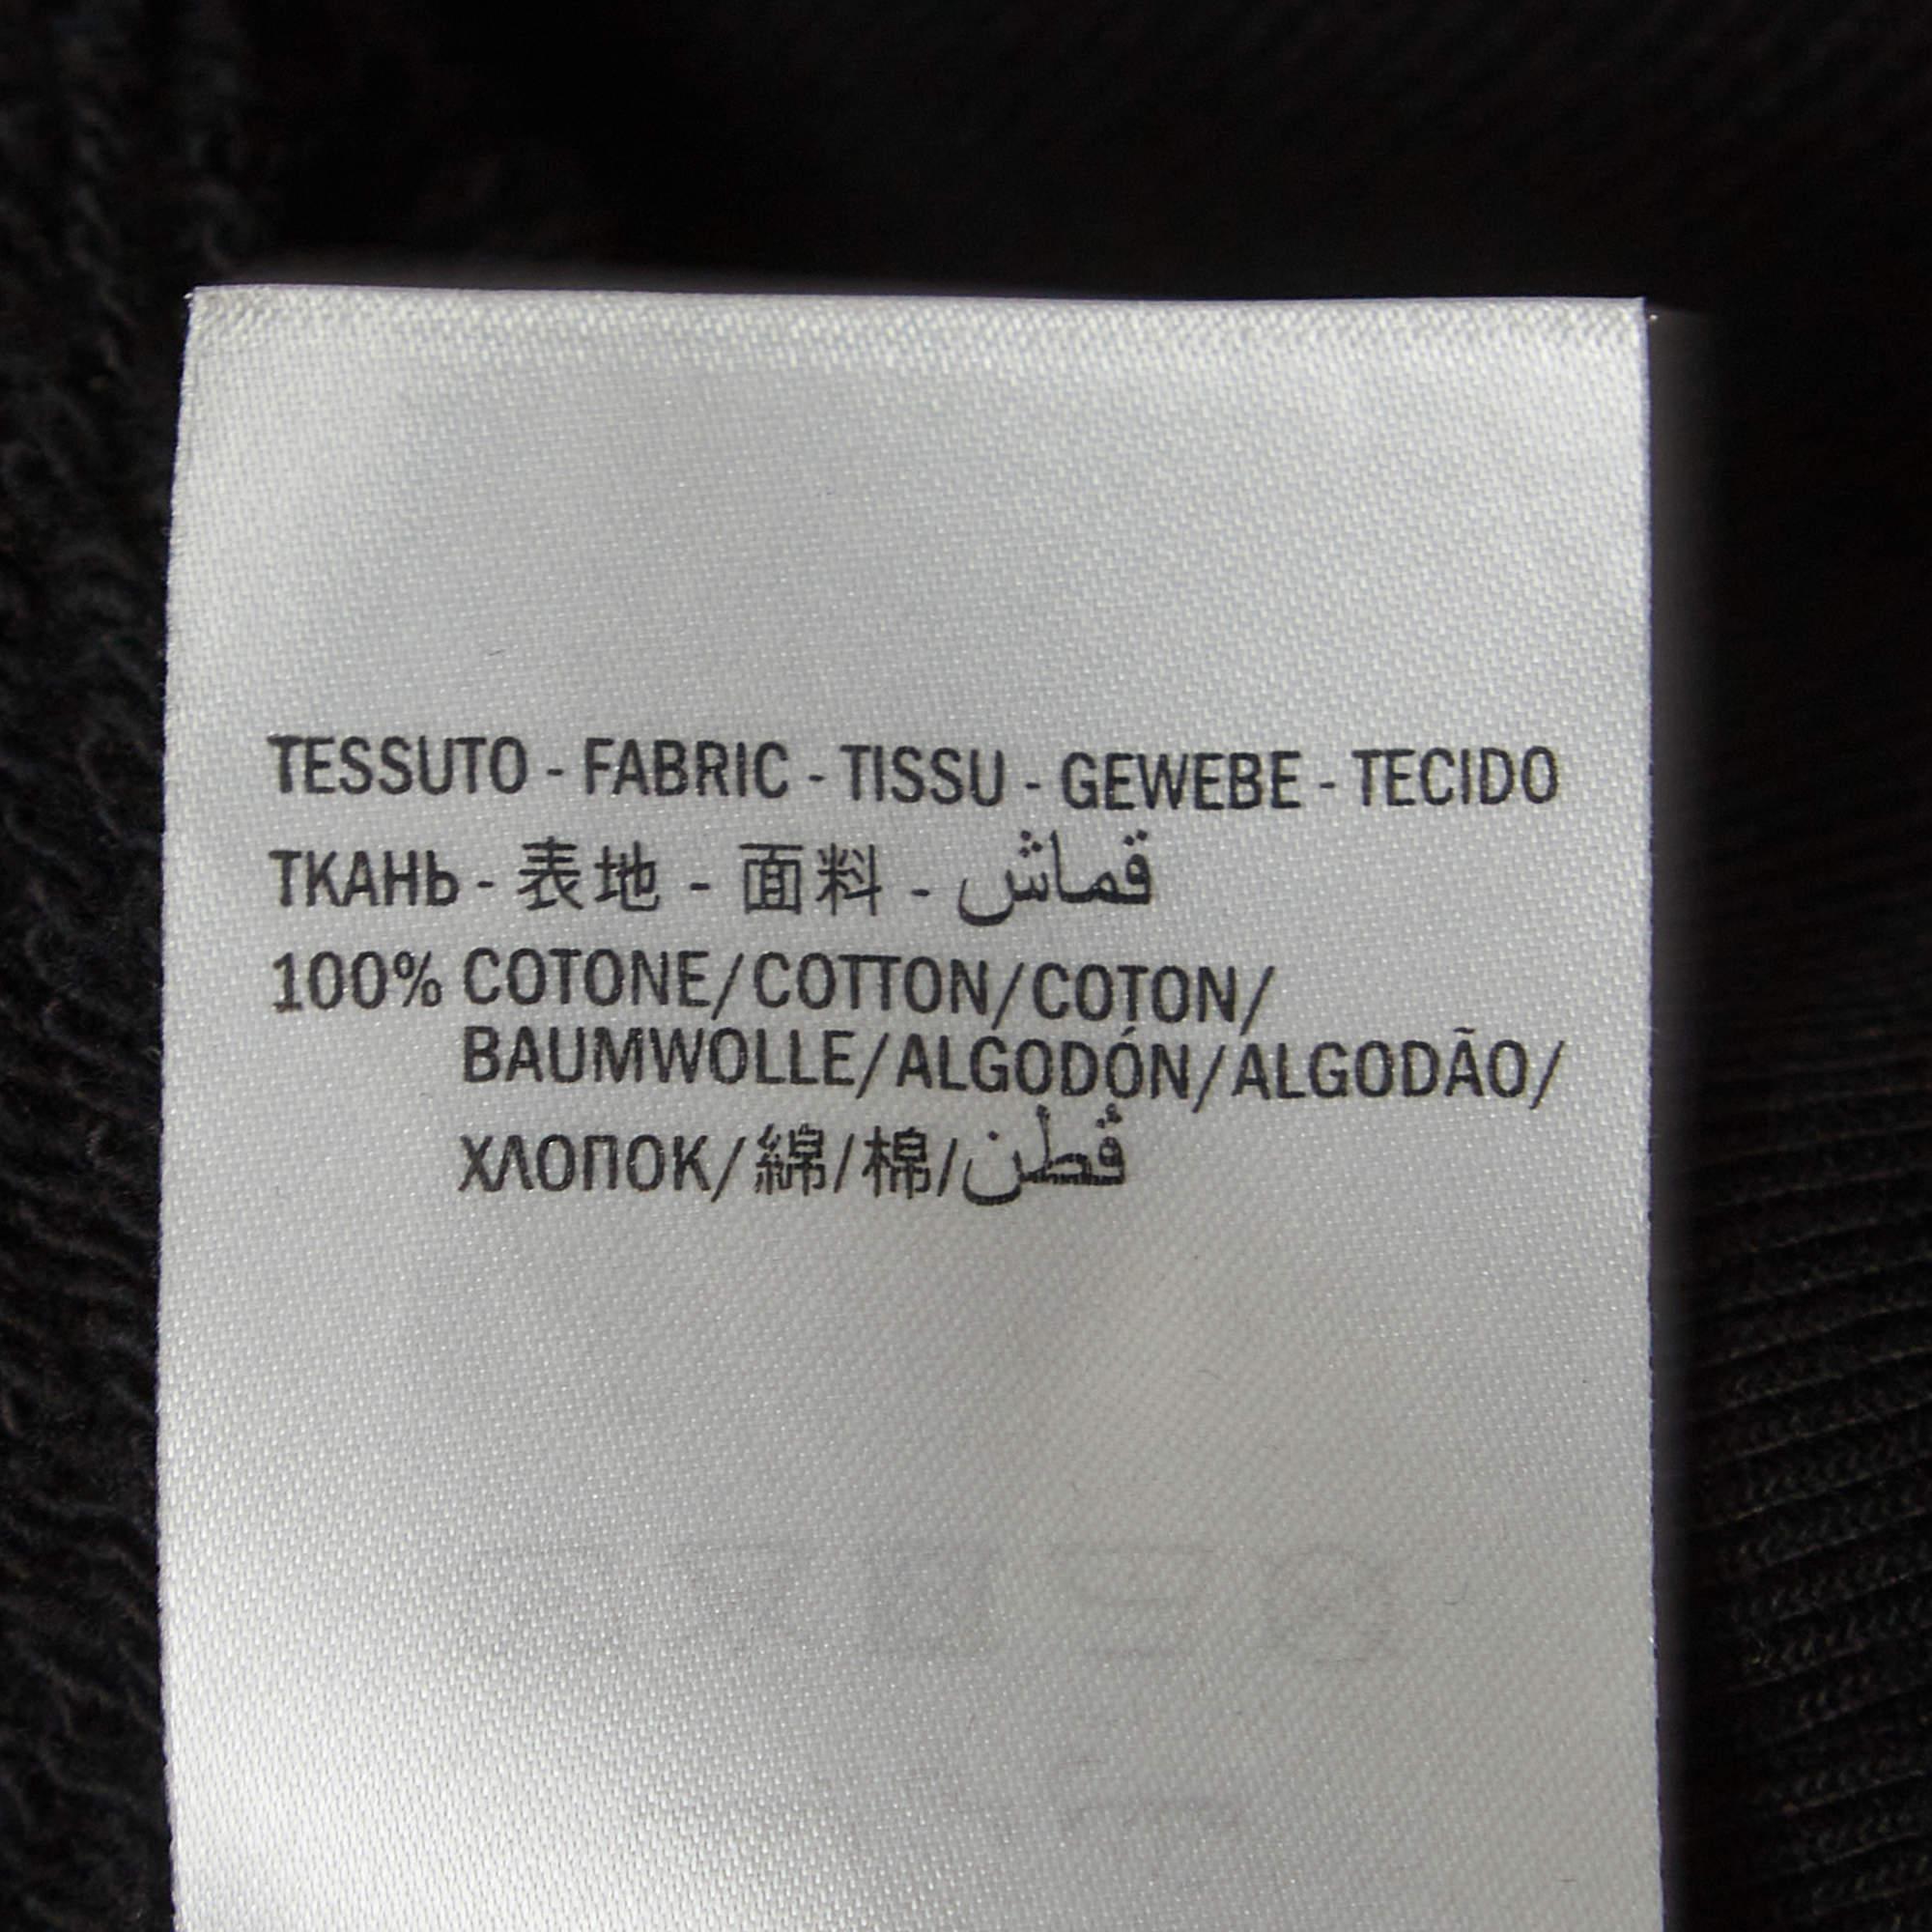 TESSUTO - FABRIC - TISSU - GEWEBE - TECIDO
ТКАНЬ - 表地 - 面料 - قماش
100% COTONE/COTTON/COTON/
BAUMWOLLE/ALGODÓN/ALGODÃO/
ХЛОПОК/綿/棉/قُطْن